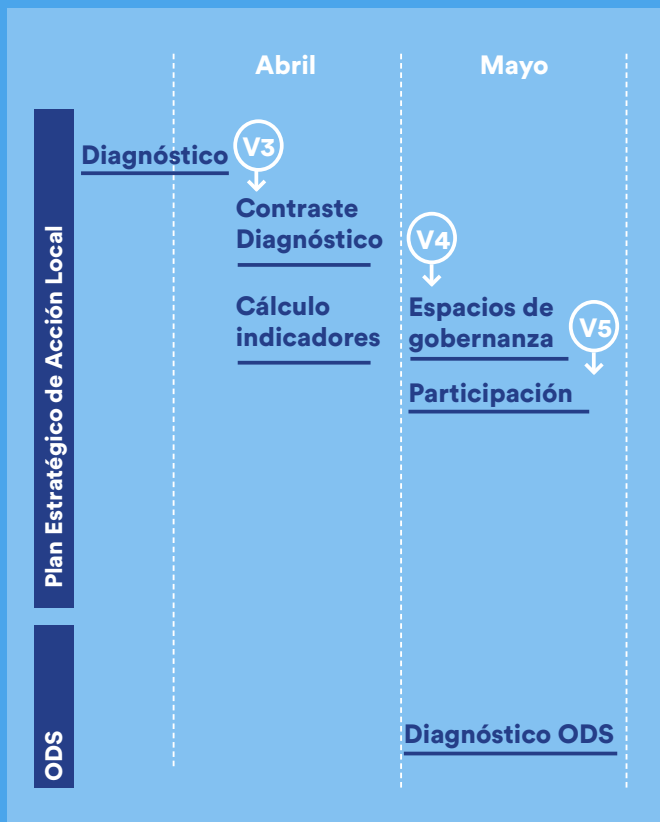 Abril
Mayo
Plan Estratégico de Acción Local
Diagnóstico
V3
Contraste
Diagnóstico
Cálculo
indicadores
V4
Espacios de
gobernanza
V5
Participación
ODS
Diagnóstico ODS